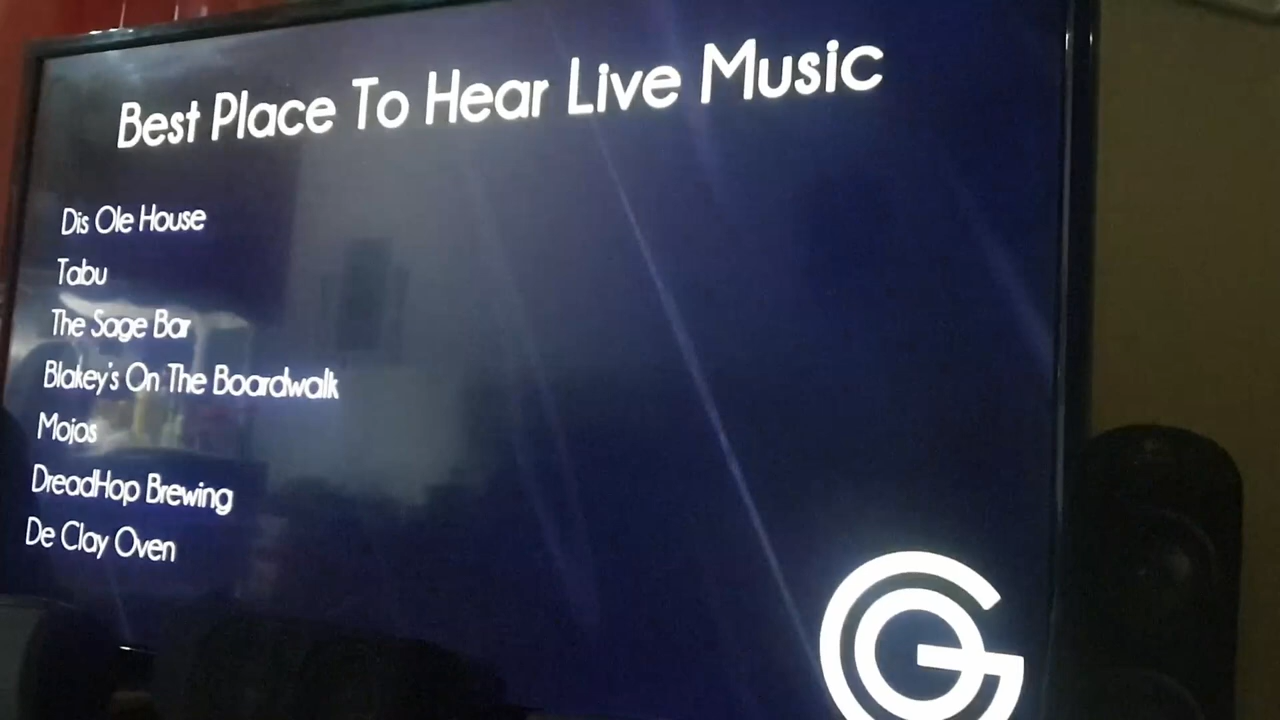 Best Place To Hear Live Music
Dis Ole House
Tabu
The Sage Bar
Blakey's On The Boardwalk
Mojos
DreadHop Brewing
De Clay Oven